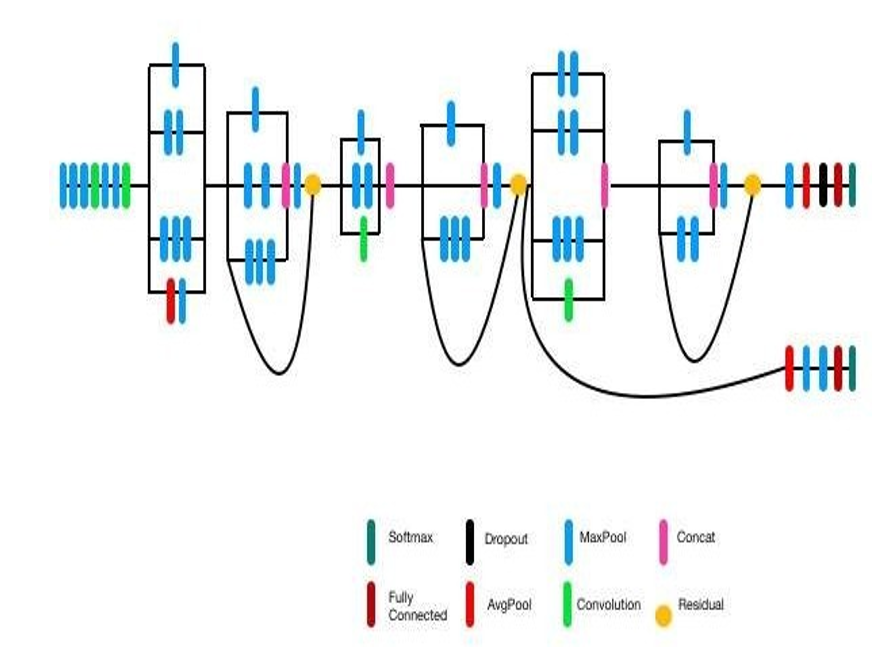 Softmax
Dropout
MaxPool
Concat
Fully
Connected
AvgPool
Convolution
Residual